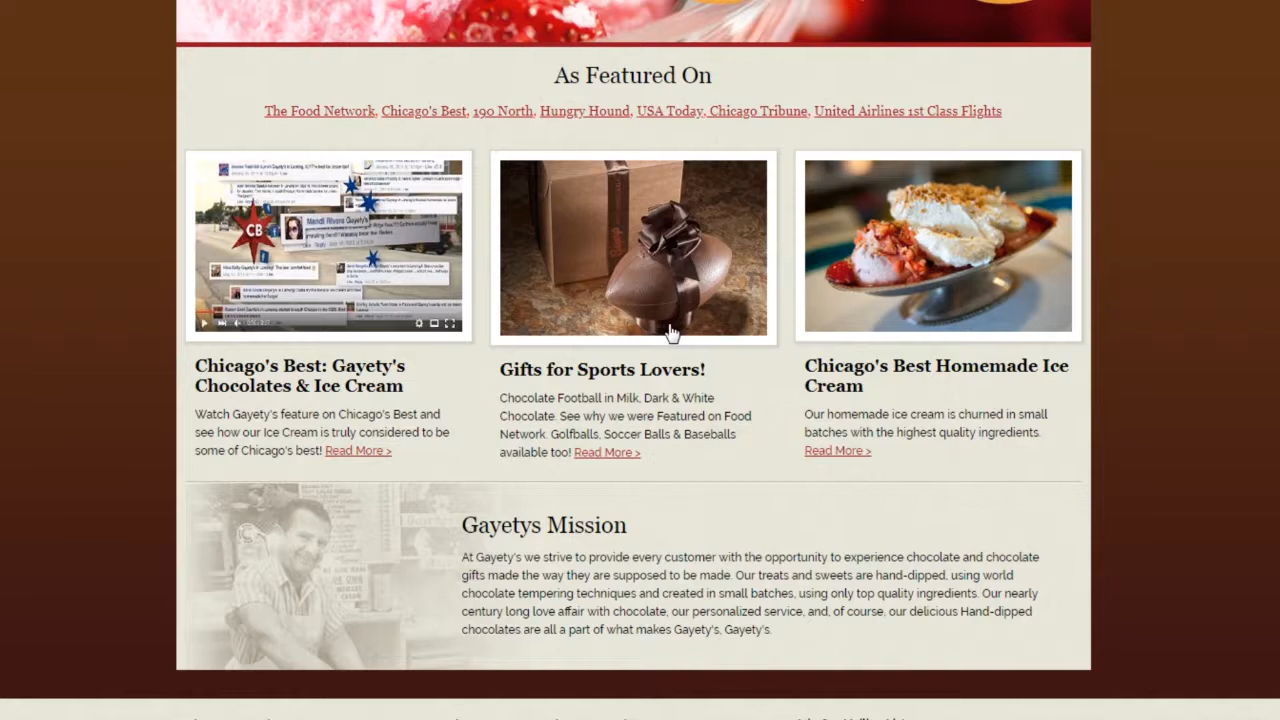 As Featured On
The Food Network, Chicago's Best, 190 North, Hungry Hound, USA Today, Chicago Tribune, United Airlines 1st Class Flights
CB
Mandi Rivers Gayety's
Chicago's Best: Gayety's
Chocolates & Ice Cream
Watch Gayety's feature on Chicago's Best and
see how our Ice Cream is truly considered to be
some of Chicago's best! Read More >
Gifts for Sports Lovers!
Chocolate Football in Milk, Dark & White
Chocolate. See why we were Featured on Food
Network. Golfballs, Soccer Balls & Baseballs
available too! Read More >
Chicago's Best Homemade Ice
Cream
Our homemade ice cream is churned in small
batches with the highest quality ingredients.
Read More >
Gayetys Mission
At Gayety's we strive to provide every customer with the opportunity to experience chocolate and chocolate
gifts made the way they are supposed to be made. Our treats and sweets are hand-dipped, using world
chocolate tempering techniques and created in small batches, using only top quality ingredients. Our nearly
century long love affair with chocolate, our personalized service, and, of course, our delicious Hand-dipped
chocolates are all a part of what makes Gayety's, Gayety's.